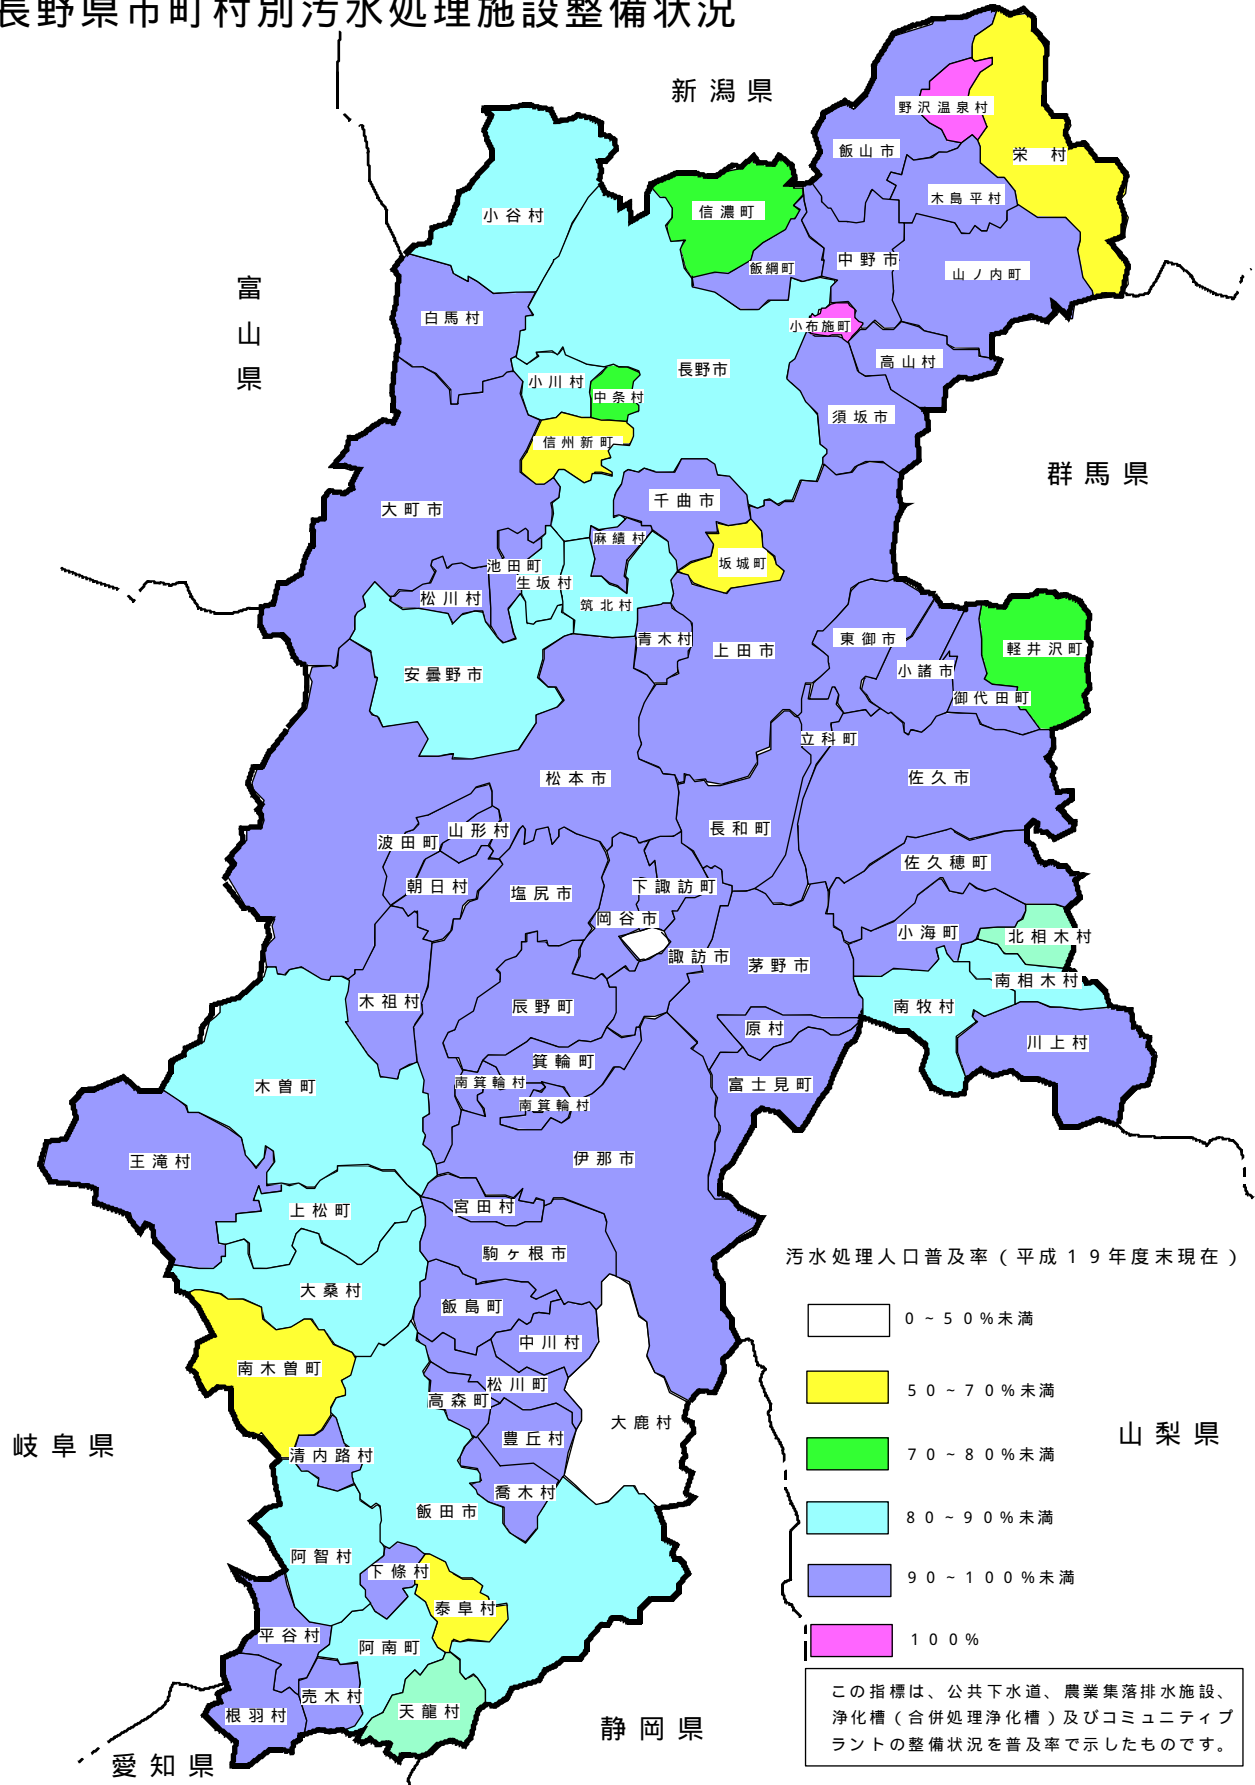 長野県市町村別汚水処理施設整備状況
新潟県
野沢温泉村
飯山市
栄村
木島平村
小谷村
信濃町
飯綱町
中野市
山ノ内町
富山県
白馬村
小布施町
高山村
長野市
小川村
中条村
須坂市
信州新町
群馬県
千曲市
大町市
麻績村
坂城町
池田町
生坂村
松川村
筑北村
青木村
上田市
東御市
軽井沢町
小諸市
安曇野市
御代田町
立科町
松本市
佐久市
波田町
山形村
長和町
佐久穂町
朝日村
塩尻市
下諏訪町
岡谷市
小海町
北相木村
諏訪市
茅野市
南相木村
木祖村
辰野町
南牧村
原村
川上村
箕輪町
木曽町
南箕輪村
富士見町
南箕輪村
王滝村
伊那市
上松町
宮田村
駒ヶ根市
大桑村
飯島町
中川村
南木曽町
松川町
高森町
大鹿村
豊丘村
岐阜県
清内路村
喬木村
飯田市
山梨県
阿智村
下條村
泰阜村
平谷村
阿南町
売木村
根羽村
天龍村
静岡県
愛知県
汚水処理人口普及率（平成１９年度末現在）
０～５０％未満
５０～７０％未満
７０～８０％未満
８０～９０％未満
９０～１００％未満
１００％
この指標は、公共下水道、農業集落排水施設、
浄化槽（合併処理浄化槽）及びコミュニティプ
ラントの整備状況を普及率で示したものです。